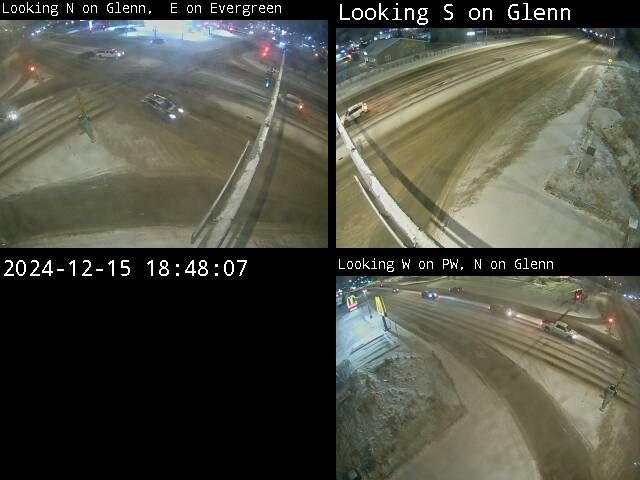 Looking N on Glenn,  E on Evergreen
Looking S on Glenn
2024-12-15 18:48:07
Looking W on PW, N on Glenn